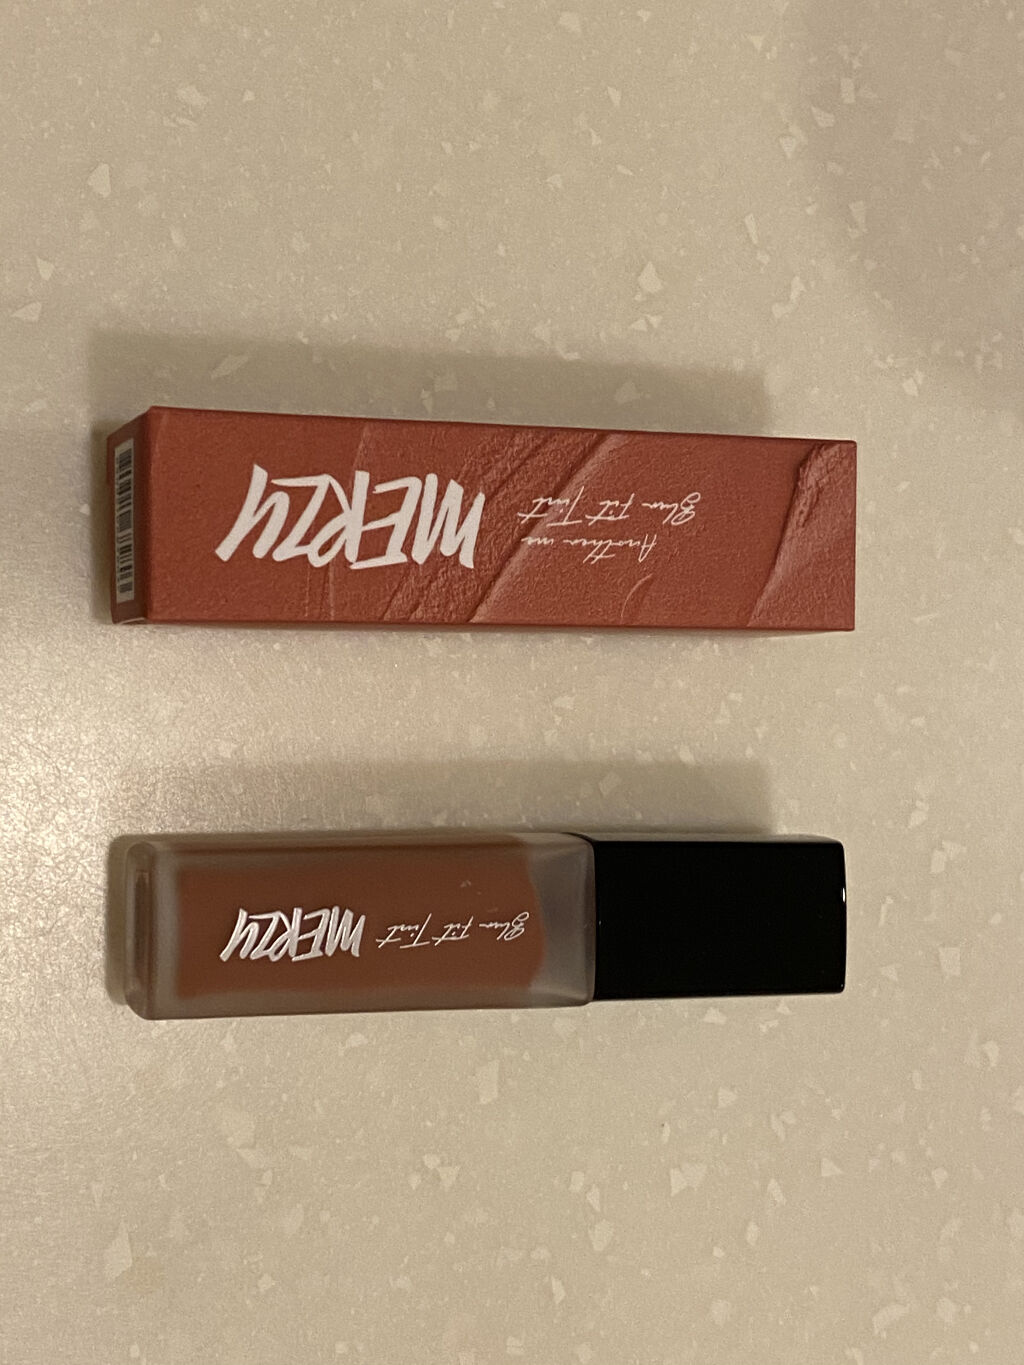 Another me
Blur Fit Tint
MERZY
Blur Fit Tint
MERZY